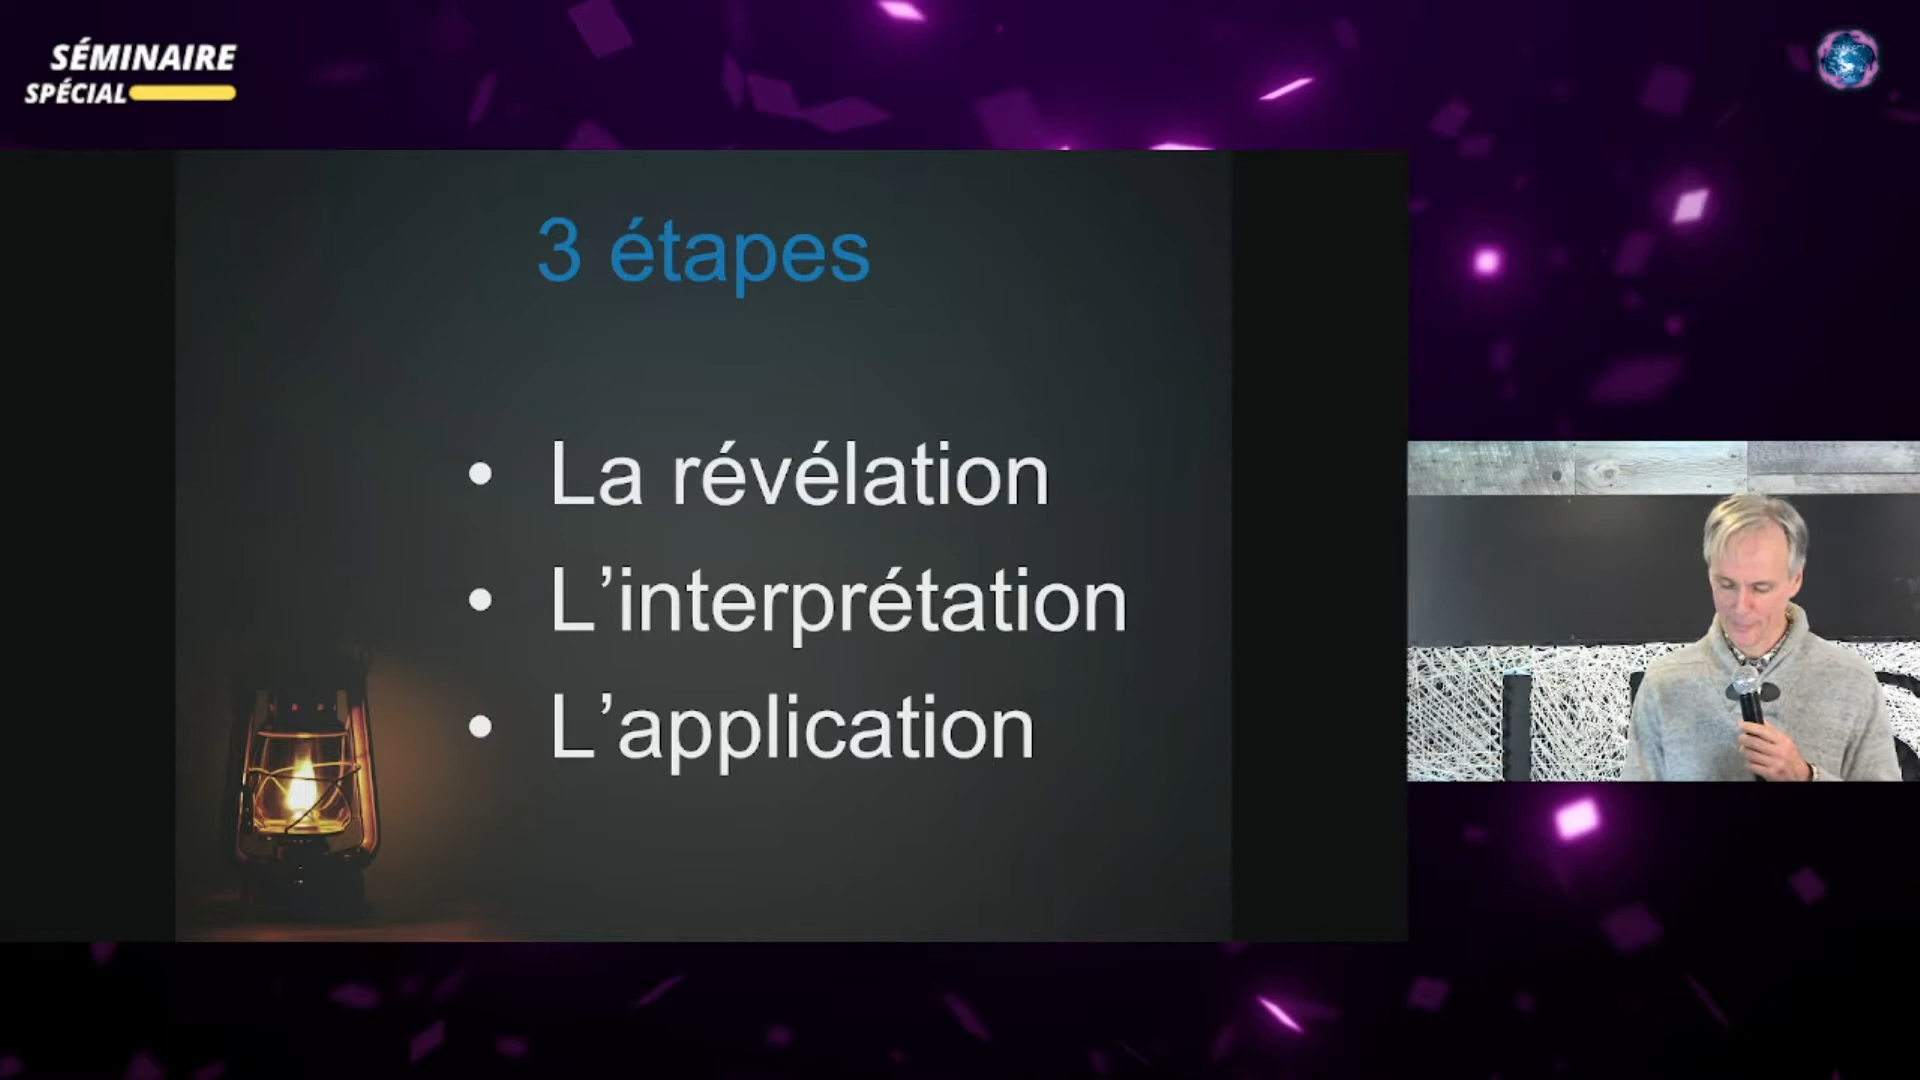 SÉMINAIRE
SPÉCIAL
3 étapes
• La révélation
• L’interprétation
• L’application